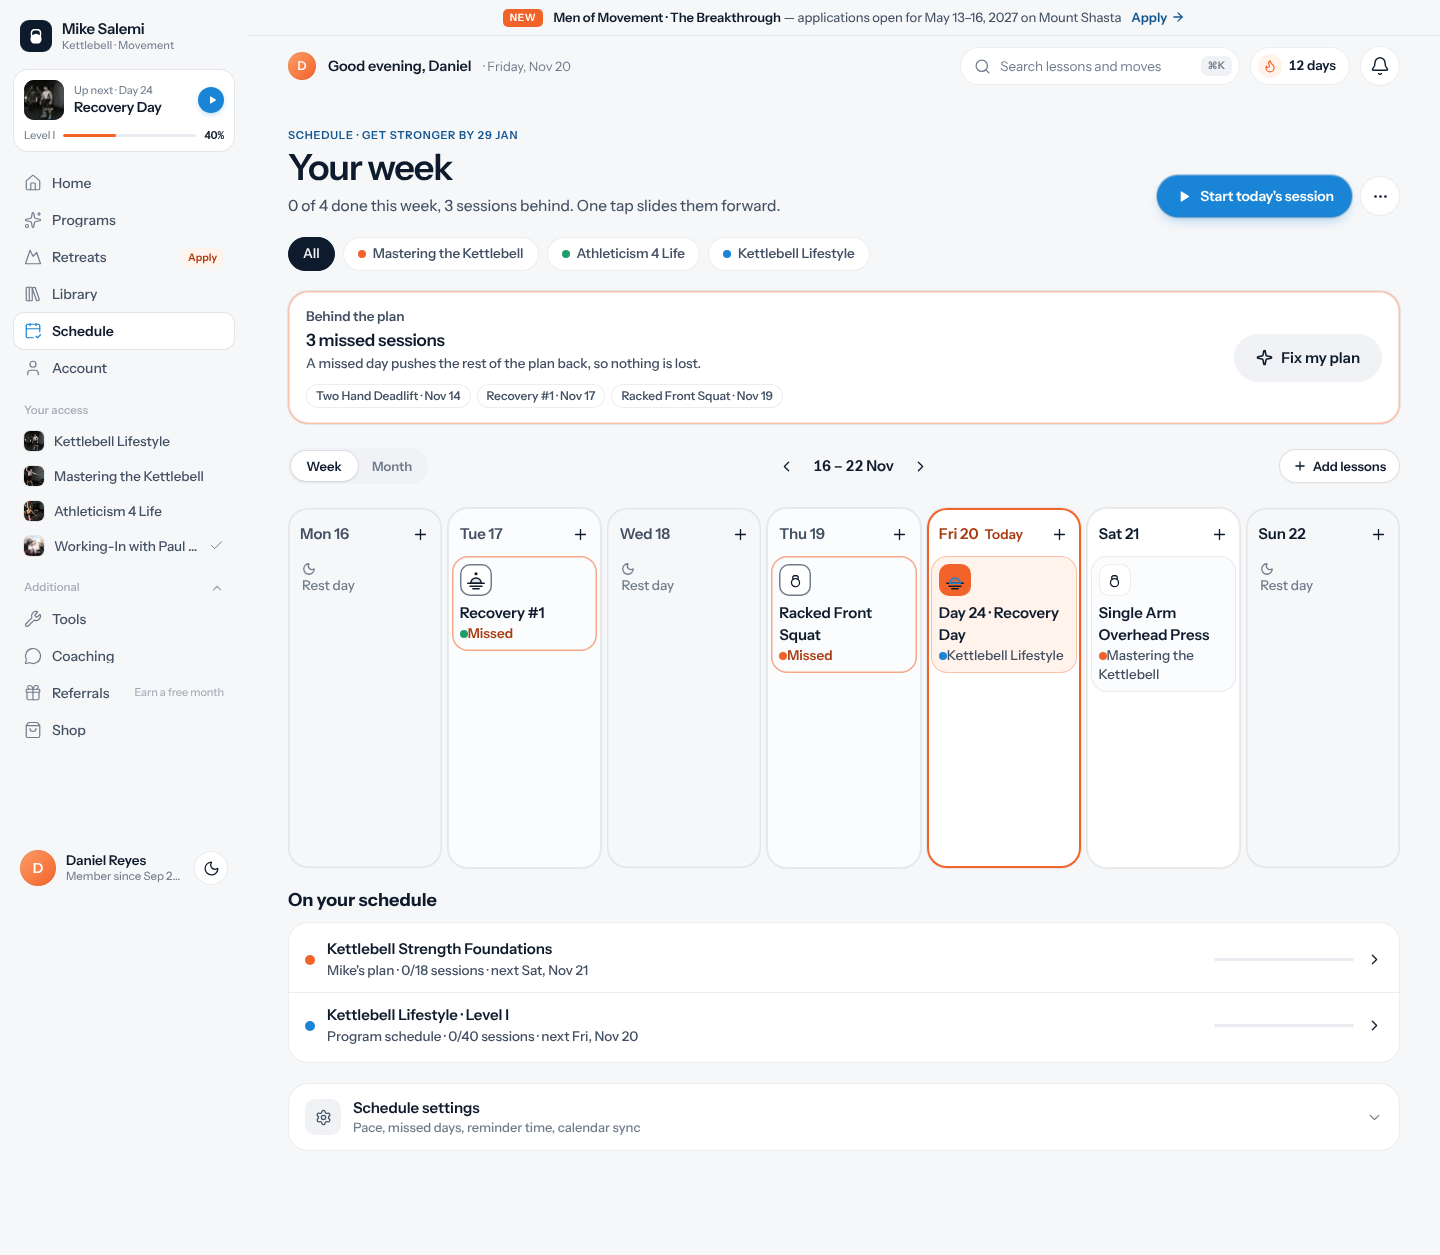 NEW Men of Movement · The Breakthrough — applications open for May 13–16, 2027 on Mount Shasta Apply →
Mike Salemi
Kettlebell · Movement
Up next · Day 24
Recovery Day
Level I 40%
Home
Programs
Retreats Apply
Library
Schedule
Account
Your access
Kettlebell Lifestyle
Mastering the Kettlebell
Athleticism 4 Life
Working-In with Paul ...
Additional
Tools
Coaching
Referrals Earn a free month
Shop
D Daniel Reyes
Member since Sep 2...
D Good evening, Daniel · Friday, Nov 20
Search lessons and moves ⌘K
12 days
SCHEDULE · GET STRONGER BY 29 JAN
Your week
0 of 4 done this week, 3 sessions behind. One tap slides them forward.
Start today's session
All
Mastering the Kettlebell
Athleticism 4 Life
Kettlebell Lifestyle
Behind the plan
3 missed sessions
A missed day pushes the rest of the plan back, so nothing is lost.
Two Hand Deadlift · Nov 14
Recovery #1 · Nov 17
Racked Front Squat · Nov 19
Fix my plan
Week Month
16 – 22 Nov
Add lessons
Mon 16
Rest day
Tue 17
Recovery #1
Missed
Wed 18
Rest day
Thu 19
Racked Front
Squat
Missed
Fri 20 Today
Day 24 · Recovery
Day
Kettlebell Lifestyle
Sat 21
Single Arm
Overhead Press
Mastering the
Kettlebell
Sun 22
Rest day
On your schedule
Kettlebell Strength Foundations
Mike's plan · 0/18 sessions · next Sat, Nov 21
Kettlebell Lifestyle · Level I
Program schedule · 0/40 sessions · next Fri, Nov 20
Schedule settings
Pace, missed days, reminder time, calendar sync